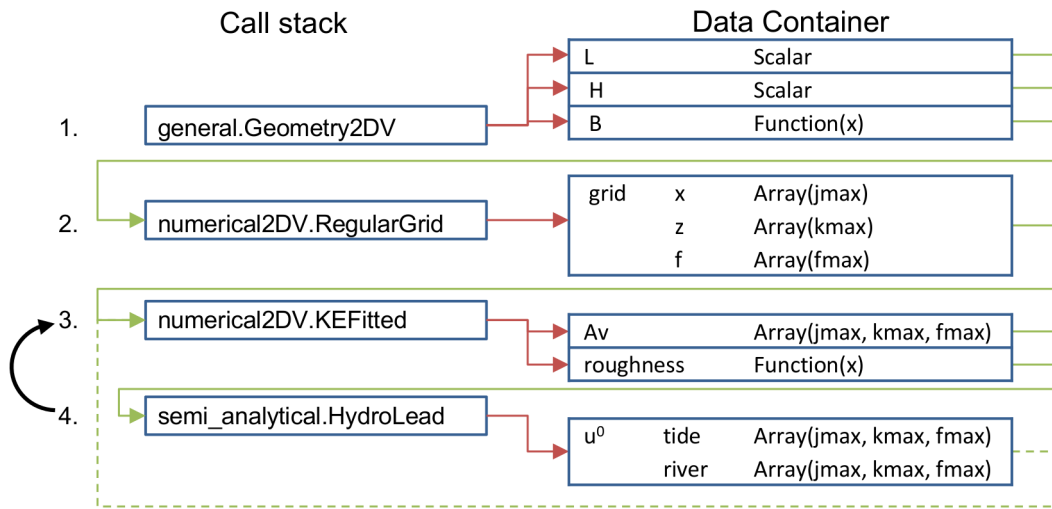 Call stack Data Container
L Scalar
H Scalar
1. general.Geometry2DV B Function(x)
grid x Array(jmax)
2. numerical2DV.RegularGrid z Array(kmax)
f Array(fmax)
3. numerical2DV.KEFitted
Av Array(jmax, kmax, fmax)
roughness Function(x)
4. semi_analytical.HydroLead
u⁰ tide Array(jmax, kmax, fmax)
river Array(jmax, kmax, fmax)